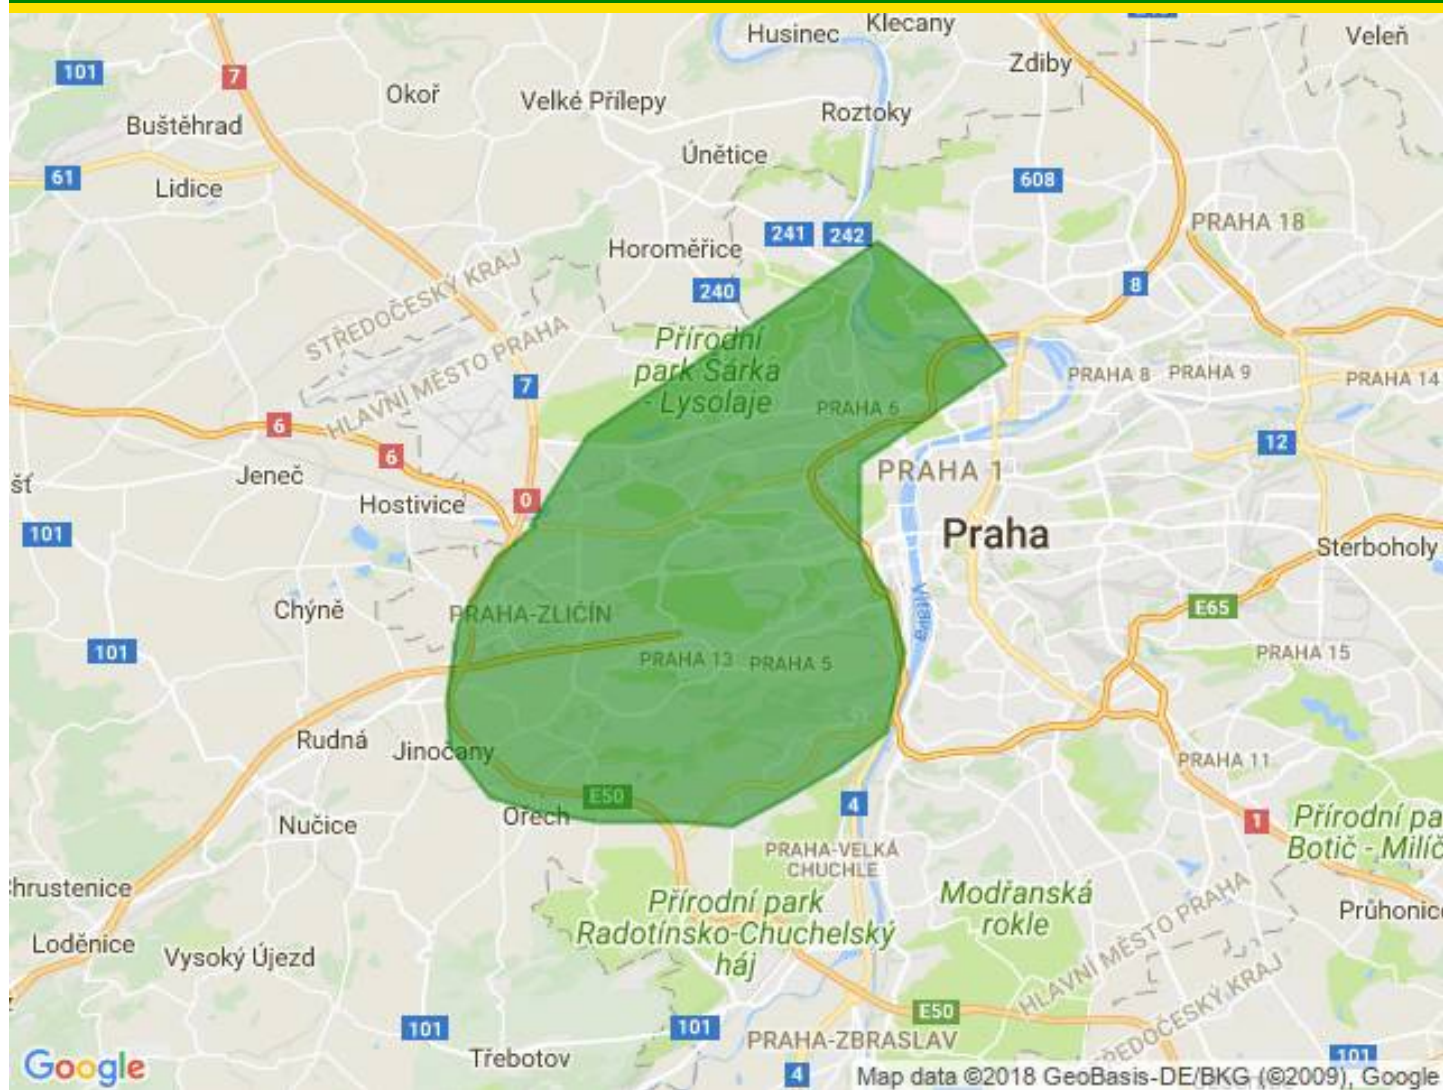 Husinec
Klecany
Veleň
Zdiby
101
7
Okoř
Velké Přílepy
Roztoky
Buštěhrad
Únětice
61
Lidice
608
PRAHA 18
241
242
Horoměřice
STŘEDOČESKÝ KRAJ
240
8
HLAVNÍ MĚSTO PRAHA
Přírodní
park Šárka
- Lysolaje
7
PRAHA 8
PRAHA 9
PRAHA 14
PRAHA 6
6
6
12
Jeneč
PRAHA 1
šť
Hostivice
0
101
Praha
Sterboholy
Chýně
PRAHA-ZLIČÍN
Vltava
E65
101
PRAHA 13
PRAHA 5
PRAHA 15
Rudná
Jinočany
PRAHA 11
E50
4
Ořech
Nučice
1
Přírodní pa
Botič - Milíč
PRAHA-VELKÁ
CHUCHLE
Chrustenice
Přírodní park
Radotínsko-Chuchelský
háj
Modřanská
rokle
Průhonic
Loděnice
Vysoký Újezd
HLAVNÍ MĚSTO PRAHA
E50
101
101
PRAHA-ZBRASLAV
ŘEDOČESKÝ KRAJ
101
Třebotov
4
Google
Map data ©2018 GeoBasis-DE/BKG (©2009), Google